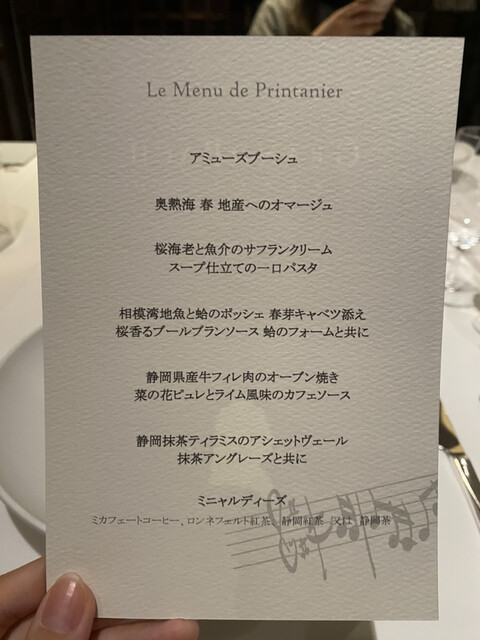 Le Menu de Printanier
アミューズブーシュ
奥熱海 春 地産へのオマージュ
桜海老と魚介のサフランクリーム
スープ仕立ての一口パスタ
相模湾地魚と蛤のポッシェ 春芽キャベツ添え
桜香るブールブランソース 蛤のフォームと共に
静岡県産牛フィレ肉のオーブン焼き
菜の花ピュレとライム風味のカフェソース
静岡抹茶ティラミスのアシェットヴェール
抹茶アングレーズと共に
ミニャルディーズ
ミカフェートコーヒー、ロンネフェルト紅茶、静岡紅茶 又は 静岡茶